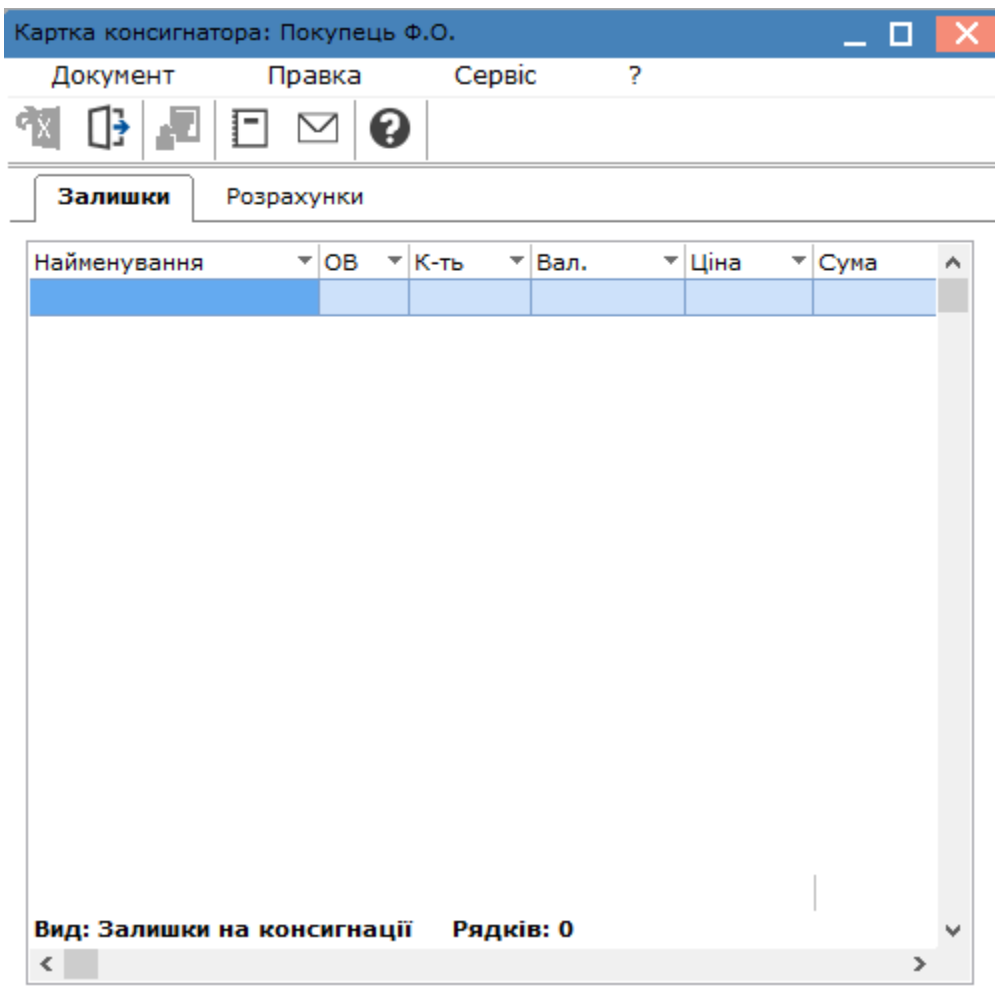 Картка консигнатора: Покупець Ф.О.
Документ Правка Сервіс ?
Залишки Розрахунки
Найменування ОВ К-ть Вал. Ціна Сума
Вид: Залишки на консигнації Рядків: 0